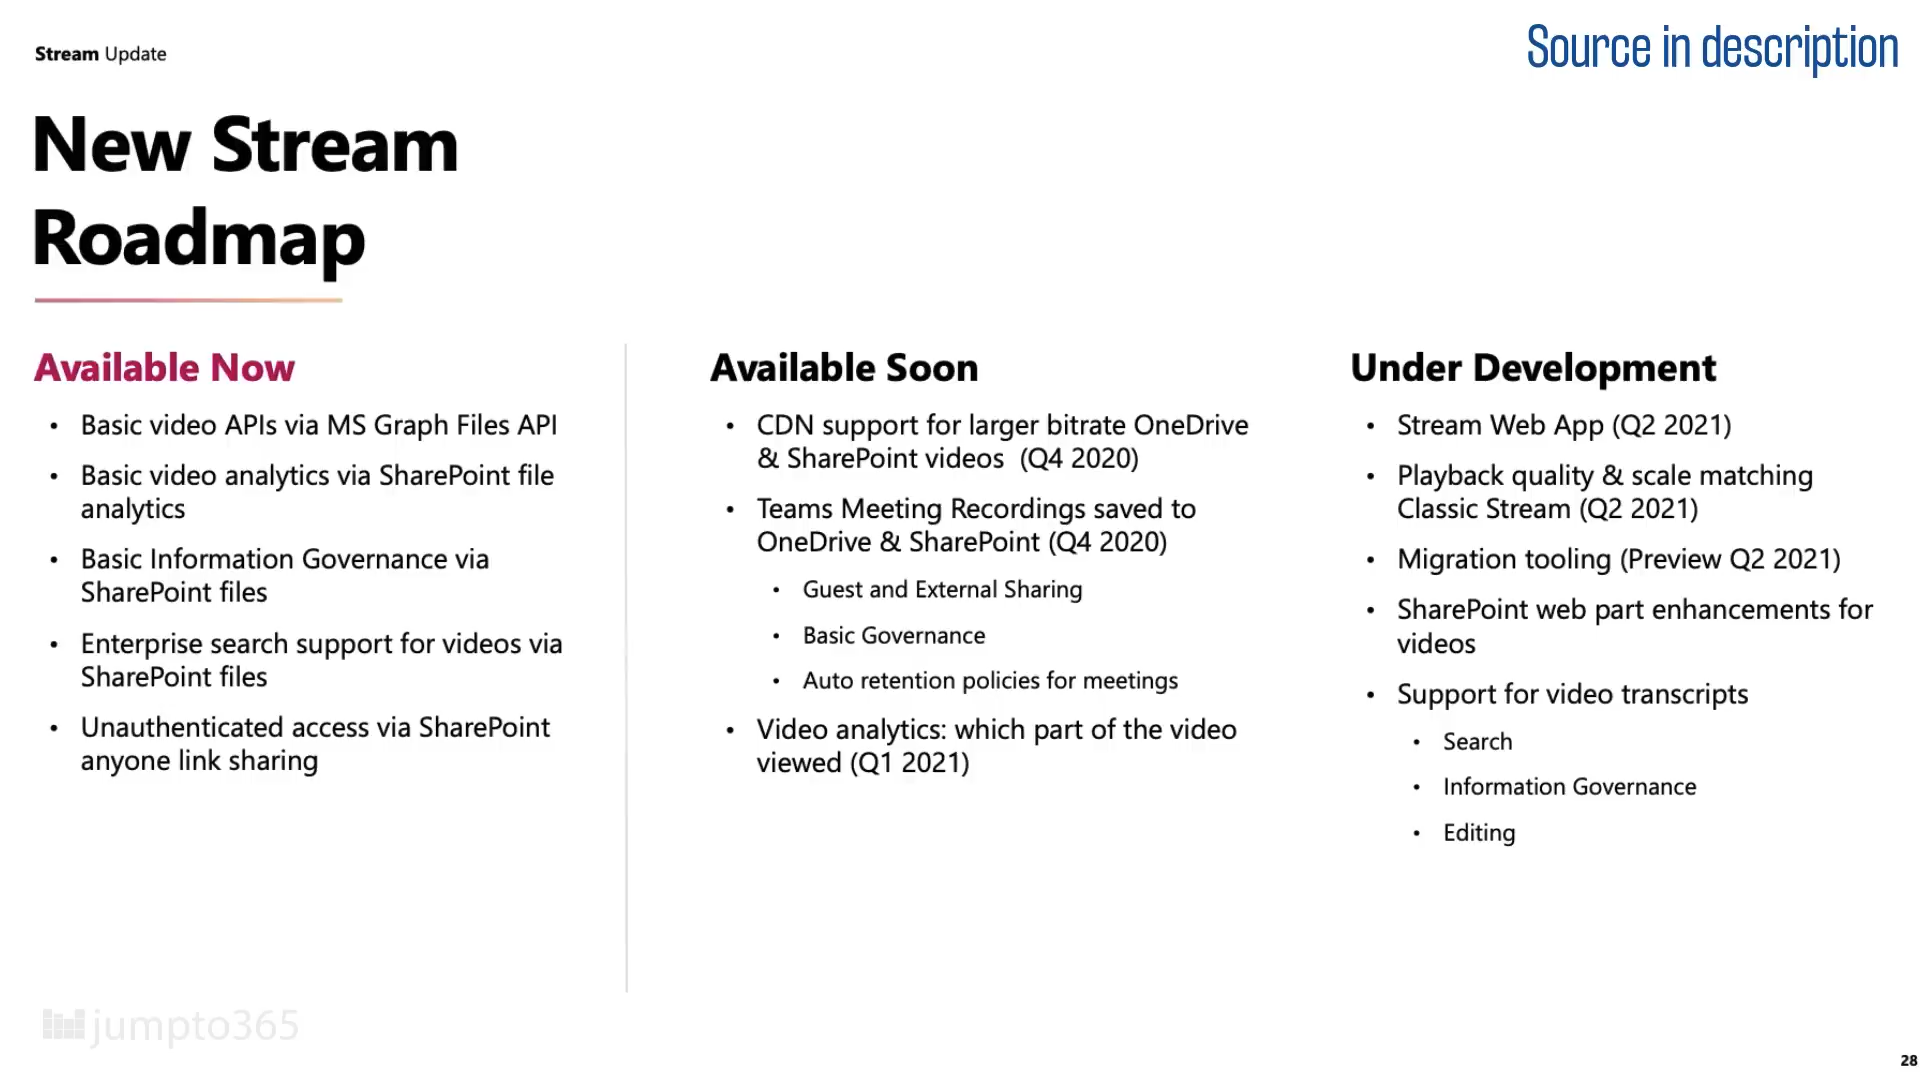 Stream Update
Source in description
New Stream
Roadmap
Available Now
• Basic video APIs via MS Graph Files API
• Basic video analytics via SharePoint file
analytics
• Basic Information Governance via
SharePoint files
• Enterprise search support for videos via
SharePoint files
• Unauthenticated access via SharePoint
anyone link sharing
Available Soon
• CDN support for larger bitrate OneDrive
& SharePoint videos (Q4 2020)
• Teams Meeting Recordings saved to
OneDrive & SharePoint (Q4 2020)
• Guest and External Sharing
• Basic Governance
• Auto retention policies for meetings
• Video analytics: which part of the video
viewed (Q1 2021)
Under Development
• Stream Web App (Q2 2021)
• Playback quality & scale matching
Classic Stream (Q2 2021)
• Migration tooling (Preview Q2 2021)
• SharePoint web part enhancements for
videos
• Support for video transcripts
• Search
• Information Governance
• Editing
jumpto365
28